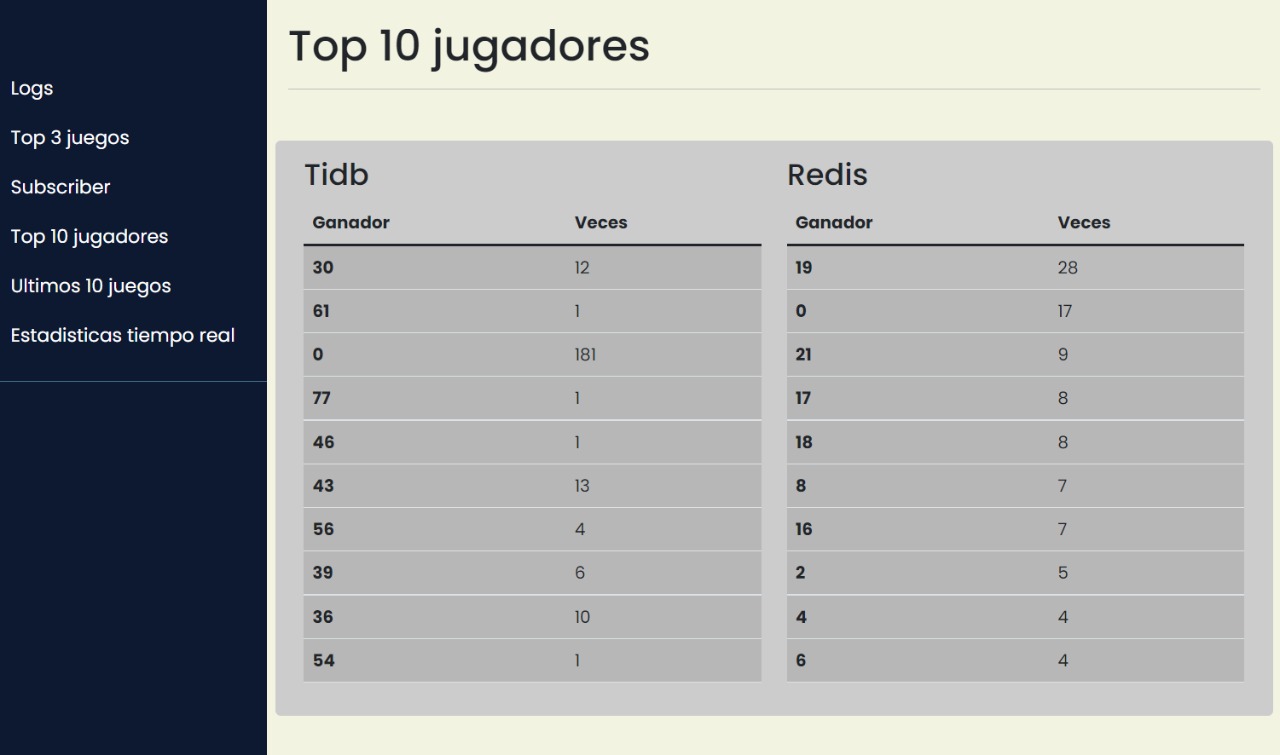 Logs
Top 3 juegos
Subscriber
Top 10 jugadores
Ultimos 10 juegos
Estadisticas tiempo real
Top 10 jugadores
Tidb
Ganador Veces
30 12
61 1
0 181
77 1
46 1
43 13
56 4
39 6
36 10
54 1
Redis
Ganador Veces
19 28
0 17
21 9
17 8
18 8
8 7
16 7
2 5
4 4
6 4